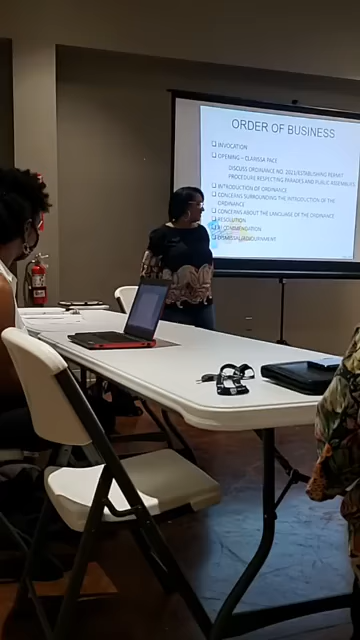 ORDER OF BUSINESS
❑ INVOCATION
❑ OPENING – CLARISSA PACE
DISCUSS ORDINANCE NO. 2021/ESTABLISHING PERMIT
PROCEDURE RESPECTING PARADES AND PUBLIC ASSEMBLIES
❑ INTRODUCTION OF ORDINANCE
❑ CONCERNS SURROUNDING THE INTRODUCTION OF THE
ORDINANCE
❑ CONCERNS ABOUT THE LANGUAGE OF THE ORDINANCE
❑ RESOLUTION
❑ RECOMMENDATION
❑ DISMISSAL/ADJOURNMENT